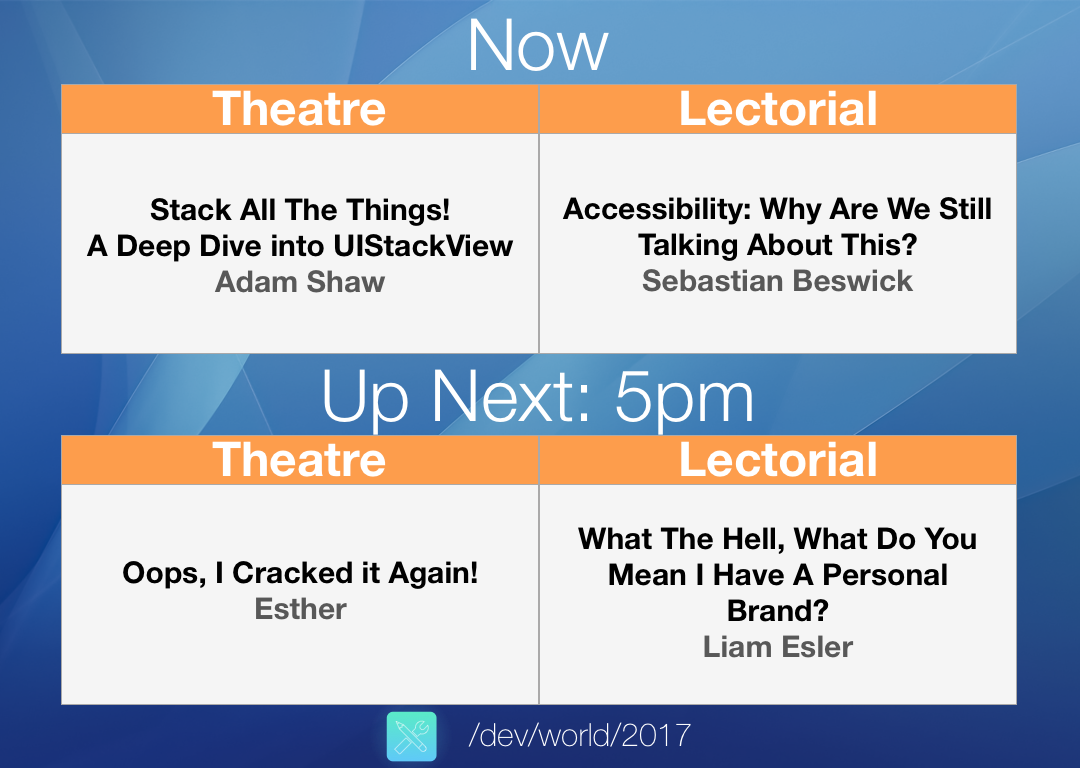 Now
Theatre
Lectorial
Stack All The Things!
A Deep Dive into UIStackView
Adam Shaw
Accessibility: Why Are We Still
Talking About This?
Sebastian Beswick
Up Next: 5pm
Theatre
Lectorial
Oops, I Cracked it Again!
Esther
What The Hell, What Do You
Mean I Have A Personal
Brand?
Liam Esler
/dev/world/2017